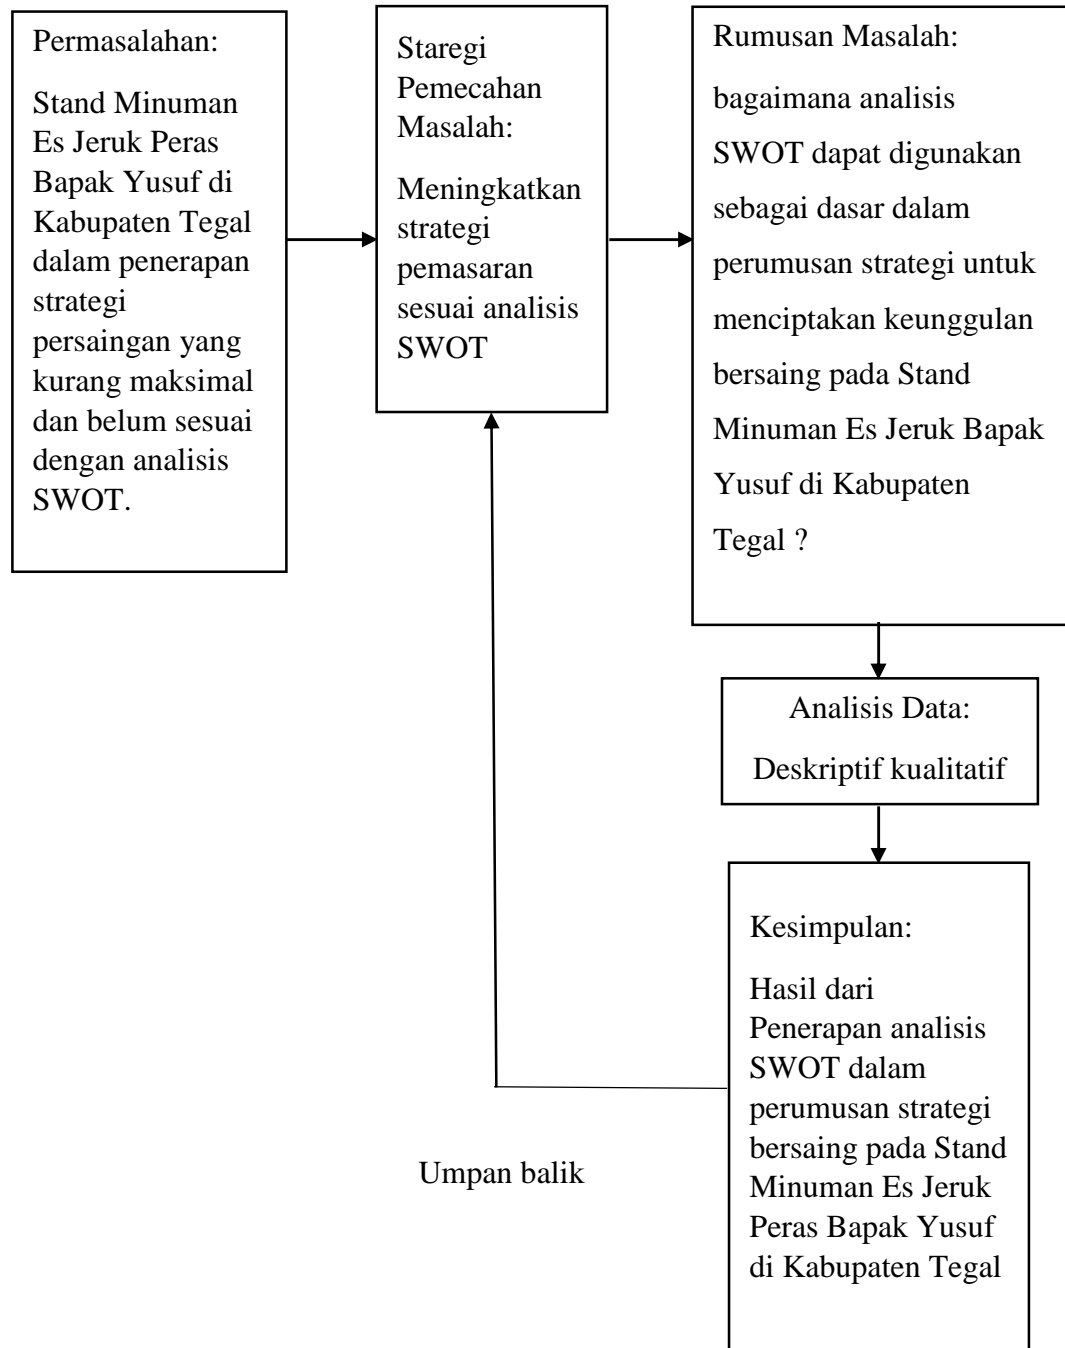 Permasalahan:
Stand Minuman
Es Jeruk Peras
Bapak Yusuf di
Kabupaten Tegal
dalam penerapan
strategi
persaingan yang
kurang maksimal
dan belum sesuai
dengan analisis
SWOT.
Staregi
Pemecahan
Masalah:
Meningkatkan
strategi
pemasaran
sesuai analisis
SWOT
Rumusan Masalah:
bagaimana analisis
SWOT dapat digunakan
sebagai dasar dalam
perumusan strategi untuk
menciptakan keunggulan
bersaing pada Stand
Minuman Es Jeruk Bapak
Yusuf di Kabupaten
Tegal ?
Analisis Data:
Deskriptif kualitatif
Kesimpulan:
Hasil dari
Penerapan analisis
SWOT dalam
perumusan strategi
bersaing pada Stand
Minuman Es Jeruk
Peras Bapak Yusuf
di Kabupaten Tegal
Umpan balik